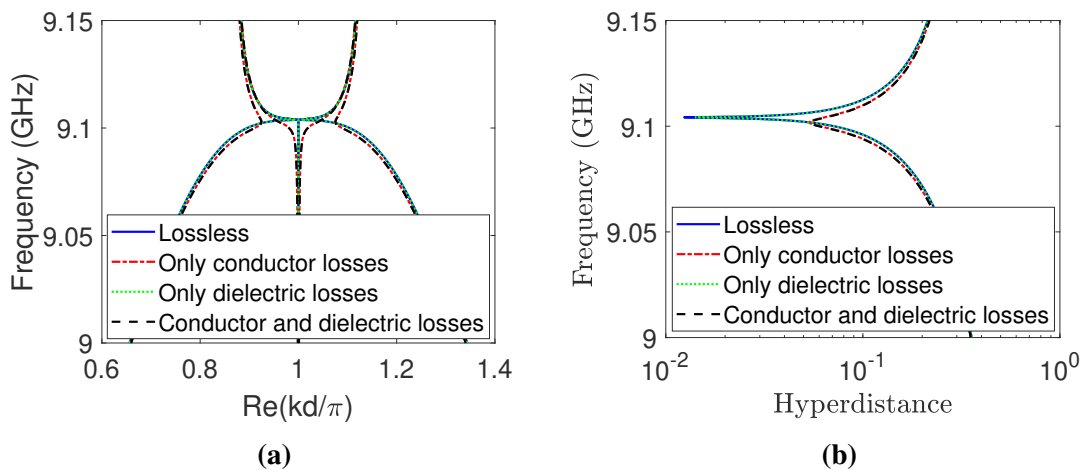 9.15
9.1
9.05
9
Frequency (GHz)
Lossless
Only conductor losses
Only dielectric losses
Conductor and dielectric losses
0.6 0.8 1 1.2 1.4
Re(kd/π)
(a)
9.15
9.1
9.05
9
Frequency (GHz)
Lossless
Only conductor losses
Only dielectric losses
Conductor and dielectric losses
10⁻² 10⁻¹ 10⁰
Hyperdistance
(b)